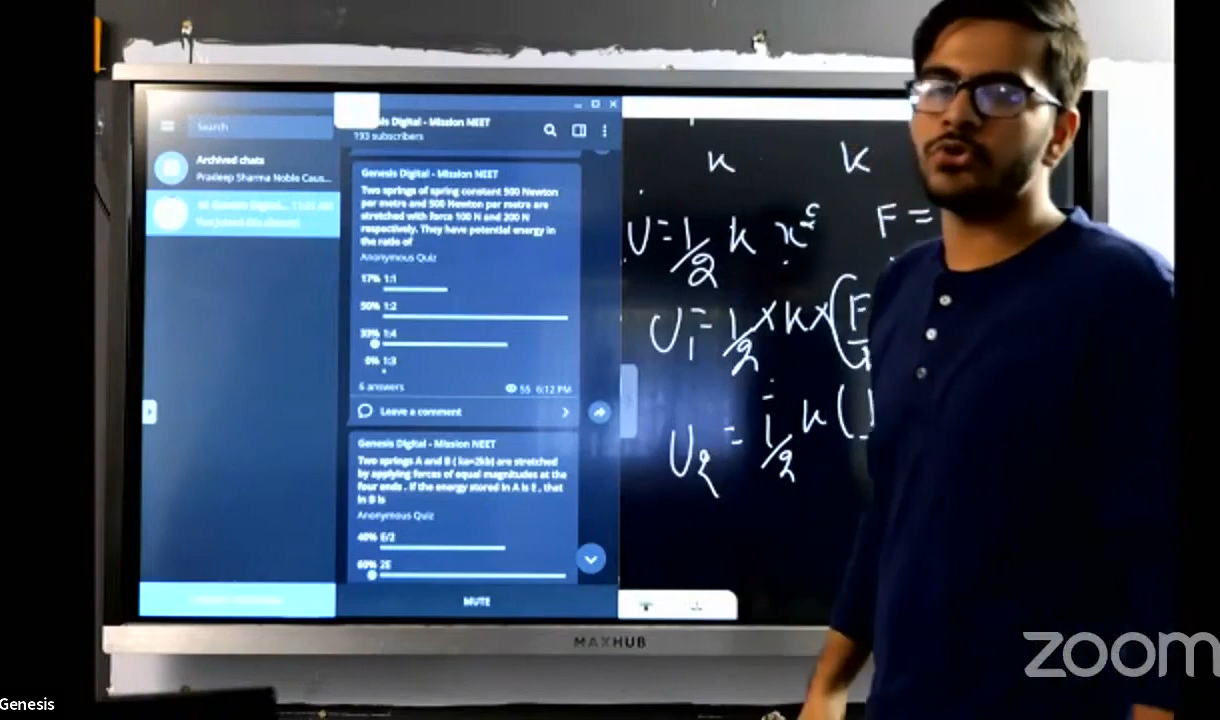 Search
sis Digital - Mission NEET
193 subscribers
Archived chats
Pradeep Sharma Noble Caus...
11:01 AM
Genesis Digital - Mission NEET
Two springs of spring constant 500 Newton
per metre and 500 Newton per metre are
stretched with force 100 N and 200 N
respectively. They have potential energy in
the ratio of
Anonymous Quiz
17% 1:1
50% 1:2
33% 1:4
0% 1:3
6 answers 55 6:12 PM
Leave a comment
Genesis Digital - Mission NEET
Two springs A and B ( ka=2kb) are stretched
by applying forces of equal magnitudes at the
four ends . If the energy stored in A is E , that
in B is
Anonymous Quiz
40% E/2
60% 2E
MUTE
K K
U=1/2 k x² F=
U₁=1/2×k×(F
U₂ = 1/2 k (
MAXHUB
zoom
Genesis